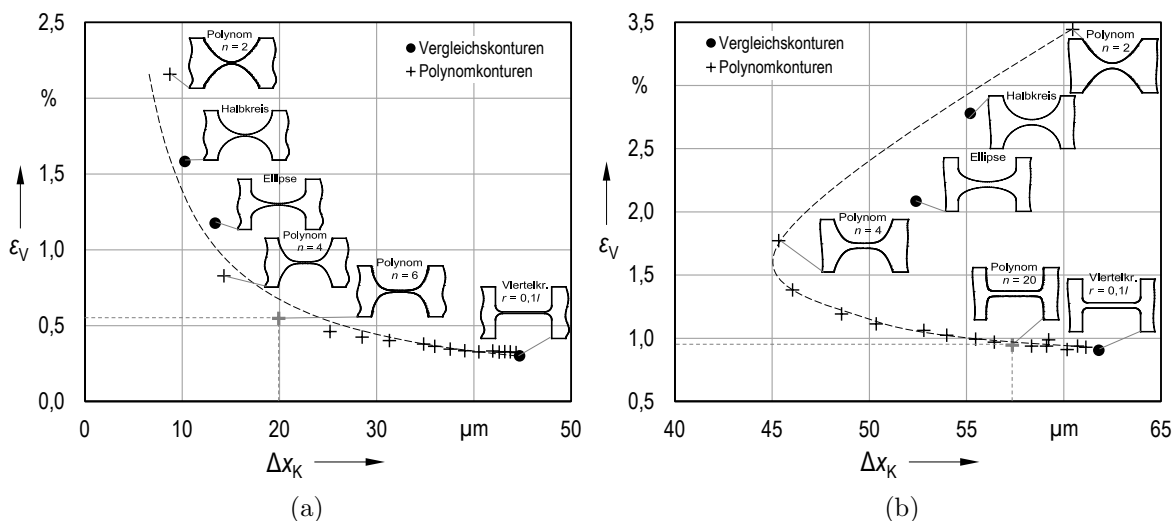 2,5
%
1,5
1,0
0,5
0,0
ε_V
0
10
20
30
µm
50
Δx_K
Vergleichskonturen
Polynomkonturen
Polynom
n = 2
Halbkreis
Ellipse
Polynom
n = 4
Polynom
n = 6
Viertelkr.
r = 0,1l
(a)
3,5
%
2,5
2,0
1,5
1,0
0,5
ε_V
40
45
50
55
µm
65
Δx_K
Vergleichskonturen
Polynomkonturen
Polynom
n = 2
Halbkreis
Ellipse
Polynom
n = 4
Polynom
n = 20
Viertelkr.
r = 0,1l
(b)